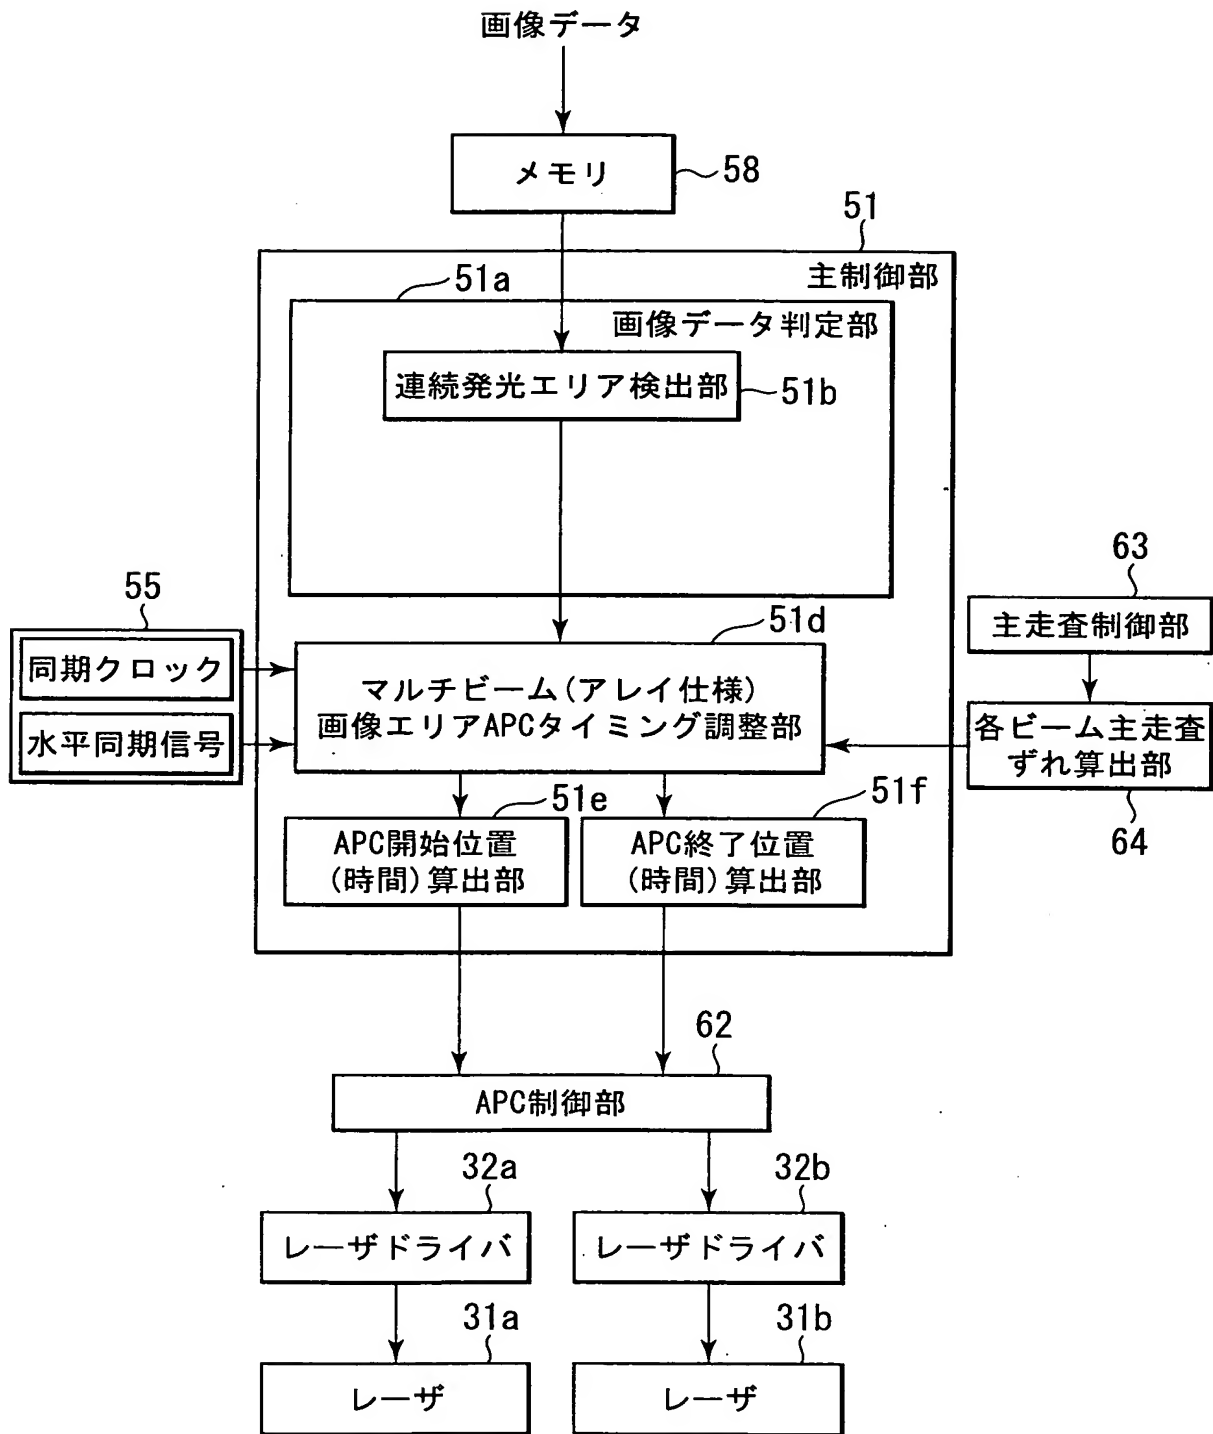 画像データ
メモリ
58
51
主制御部
51a
画像データ判定部
連続発光エリア検出部
51b
55
同期クロック
水平同期信号
51d
マルチビーム(アレイ仕様)
画像エリアAPCタイミング調整部
63
主走査制御部
各ビーム主走査
ずれ算出部
64
51e
APC開始位置
(時間)算出部
51f
APC終了位置
(時間)算出部
62
APC制御部
32a
レーザドライバ
32b
レーザドライバ
31a
レーザ
31b
レーザ